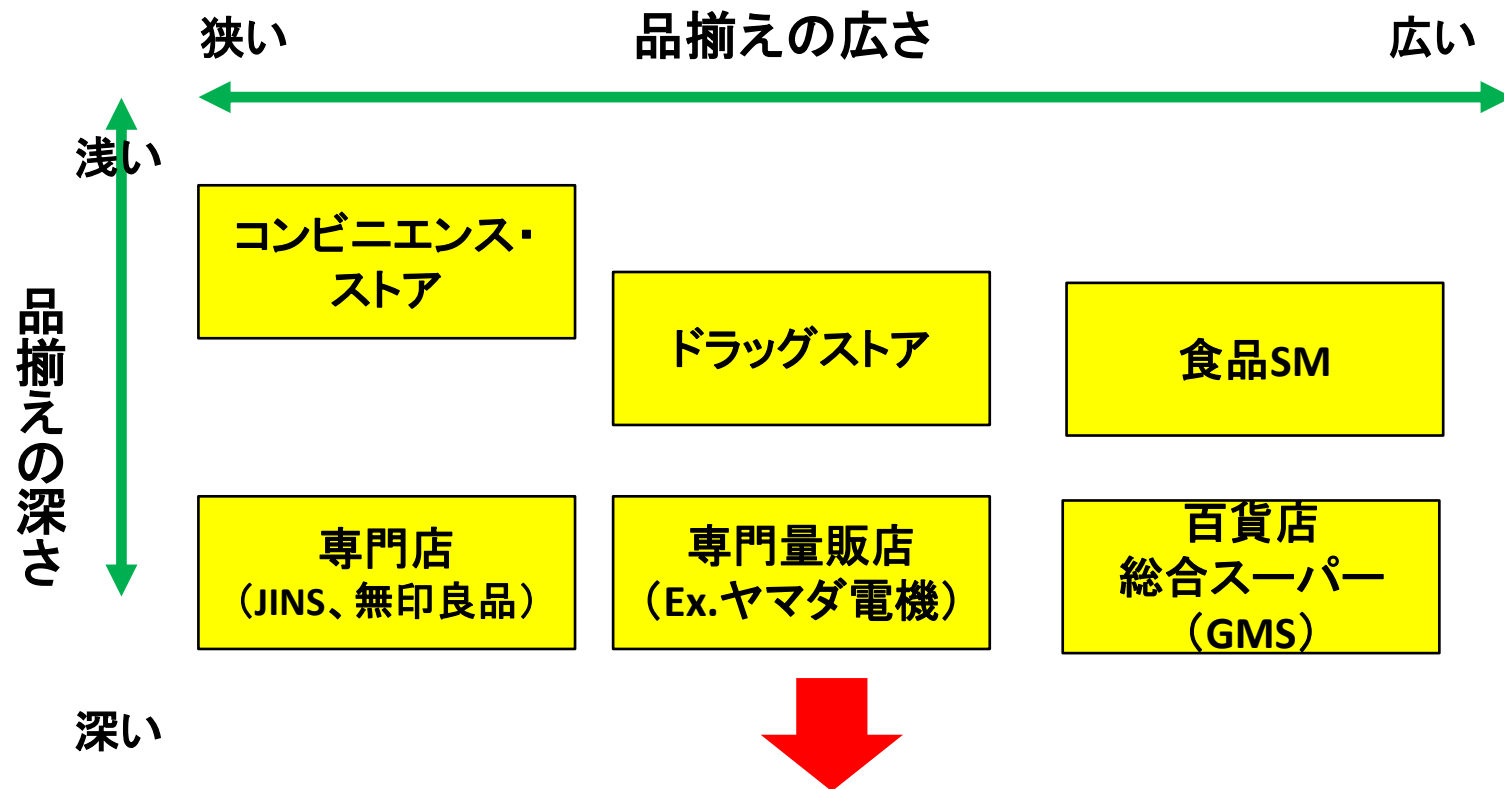 狭い
品揃えの広さ
広い
浅い
コンビニエンス・
ストア
ドラッグストア
食品SM
品揃えの深さ
専門店
（JINS、無印良品）
専門量販店
（Ex.ヤマダ電機）
百貨店
総合スーパー
（GMS）
深い